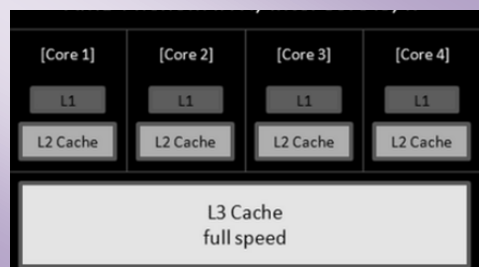 [Core 1] [Core 2] [Core 3] [Core 4]
L1 L1 L1 L1
L2 Cache L2 Cache L2 Cache L2 Cache
L3 Cache
full speed